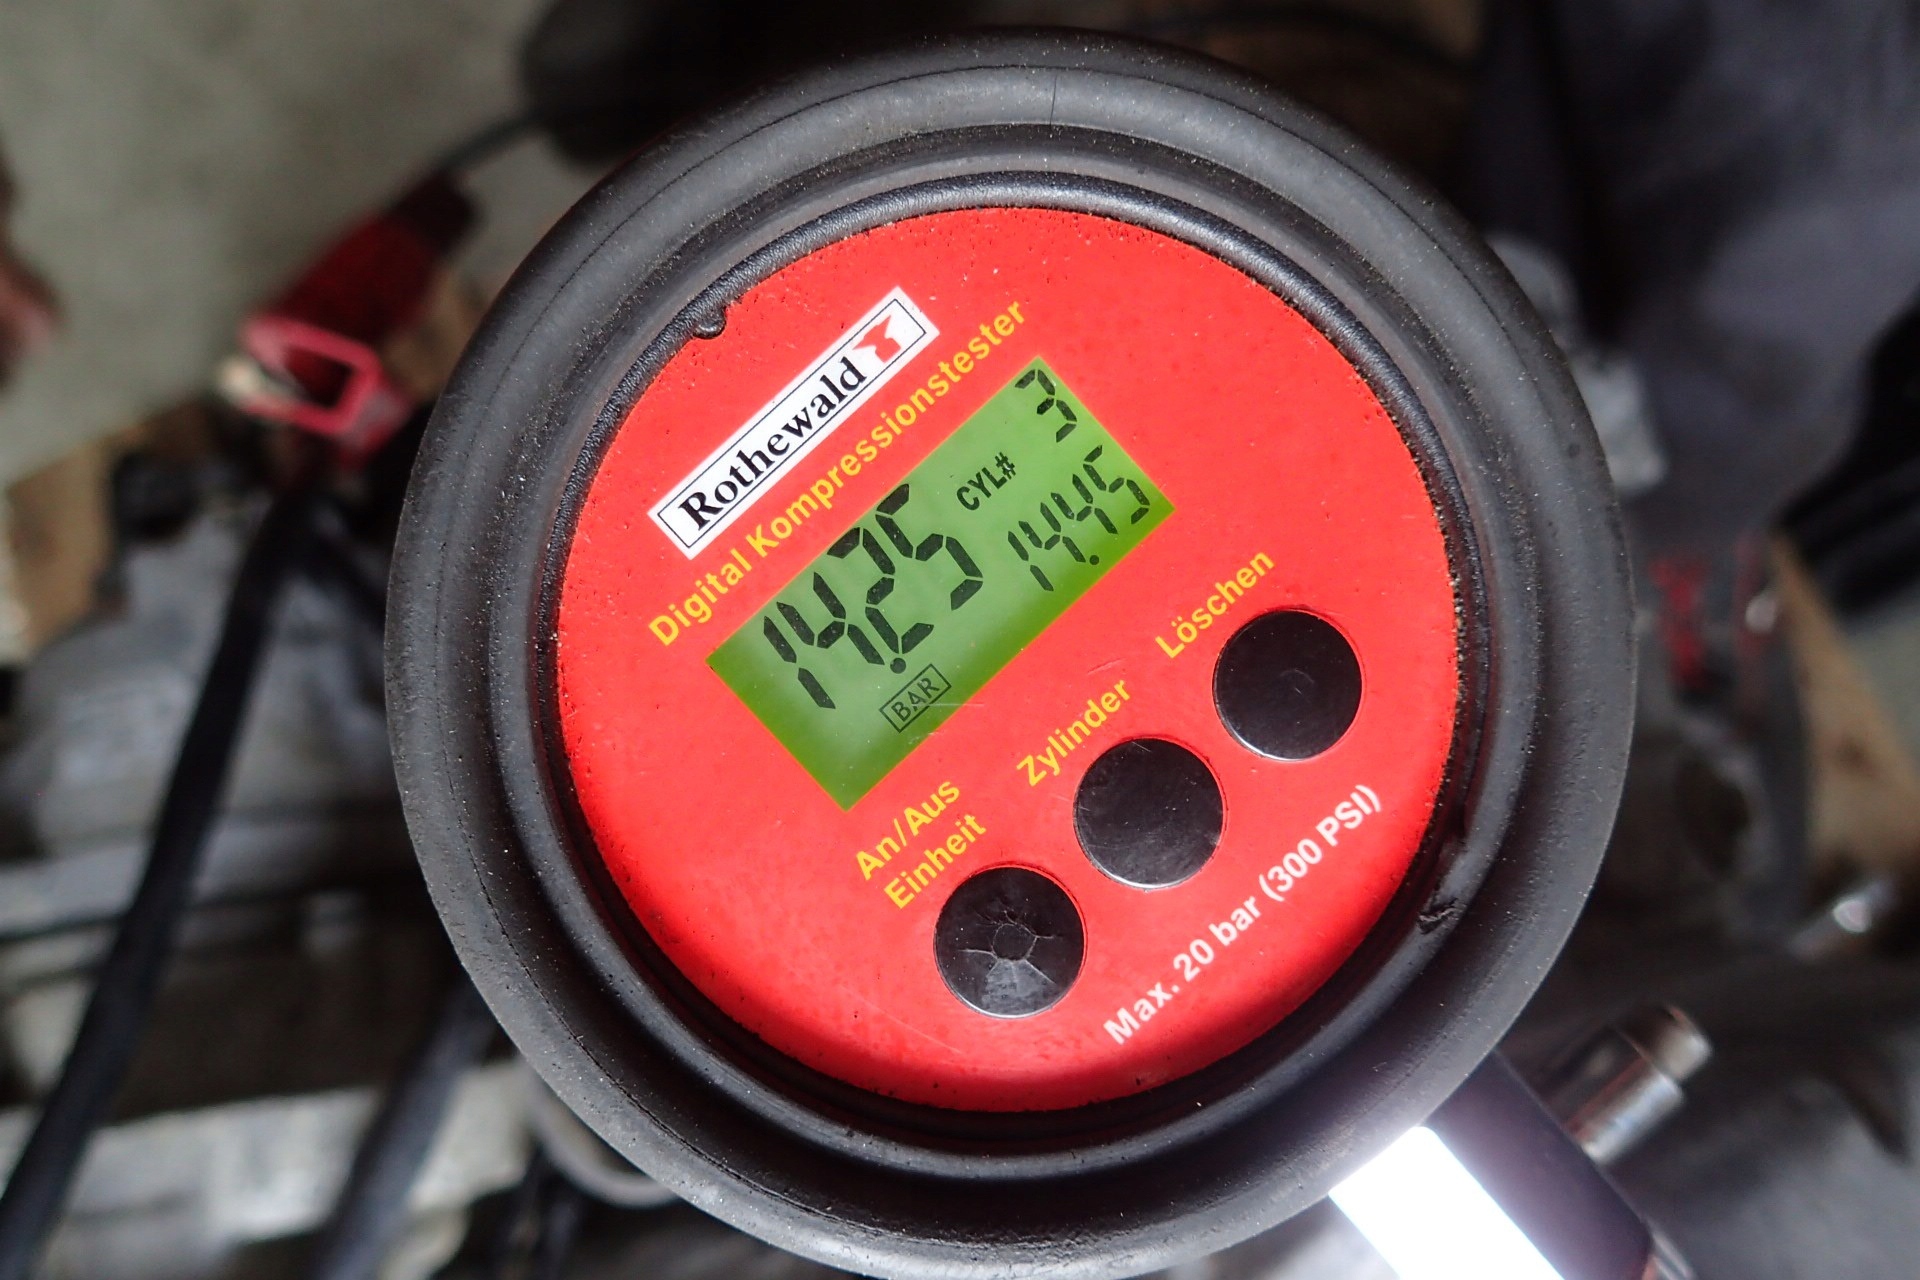 Rothewald
Digital Kompressionstester
14.25
CYL#
3
14.45
BAR
An/Aus
Einheit
Zylinder
Löschen
Max. 20 bar (300 PSI)